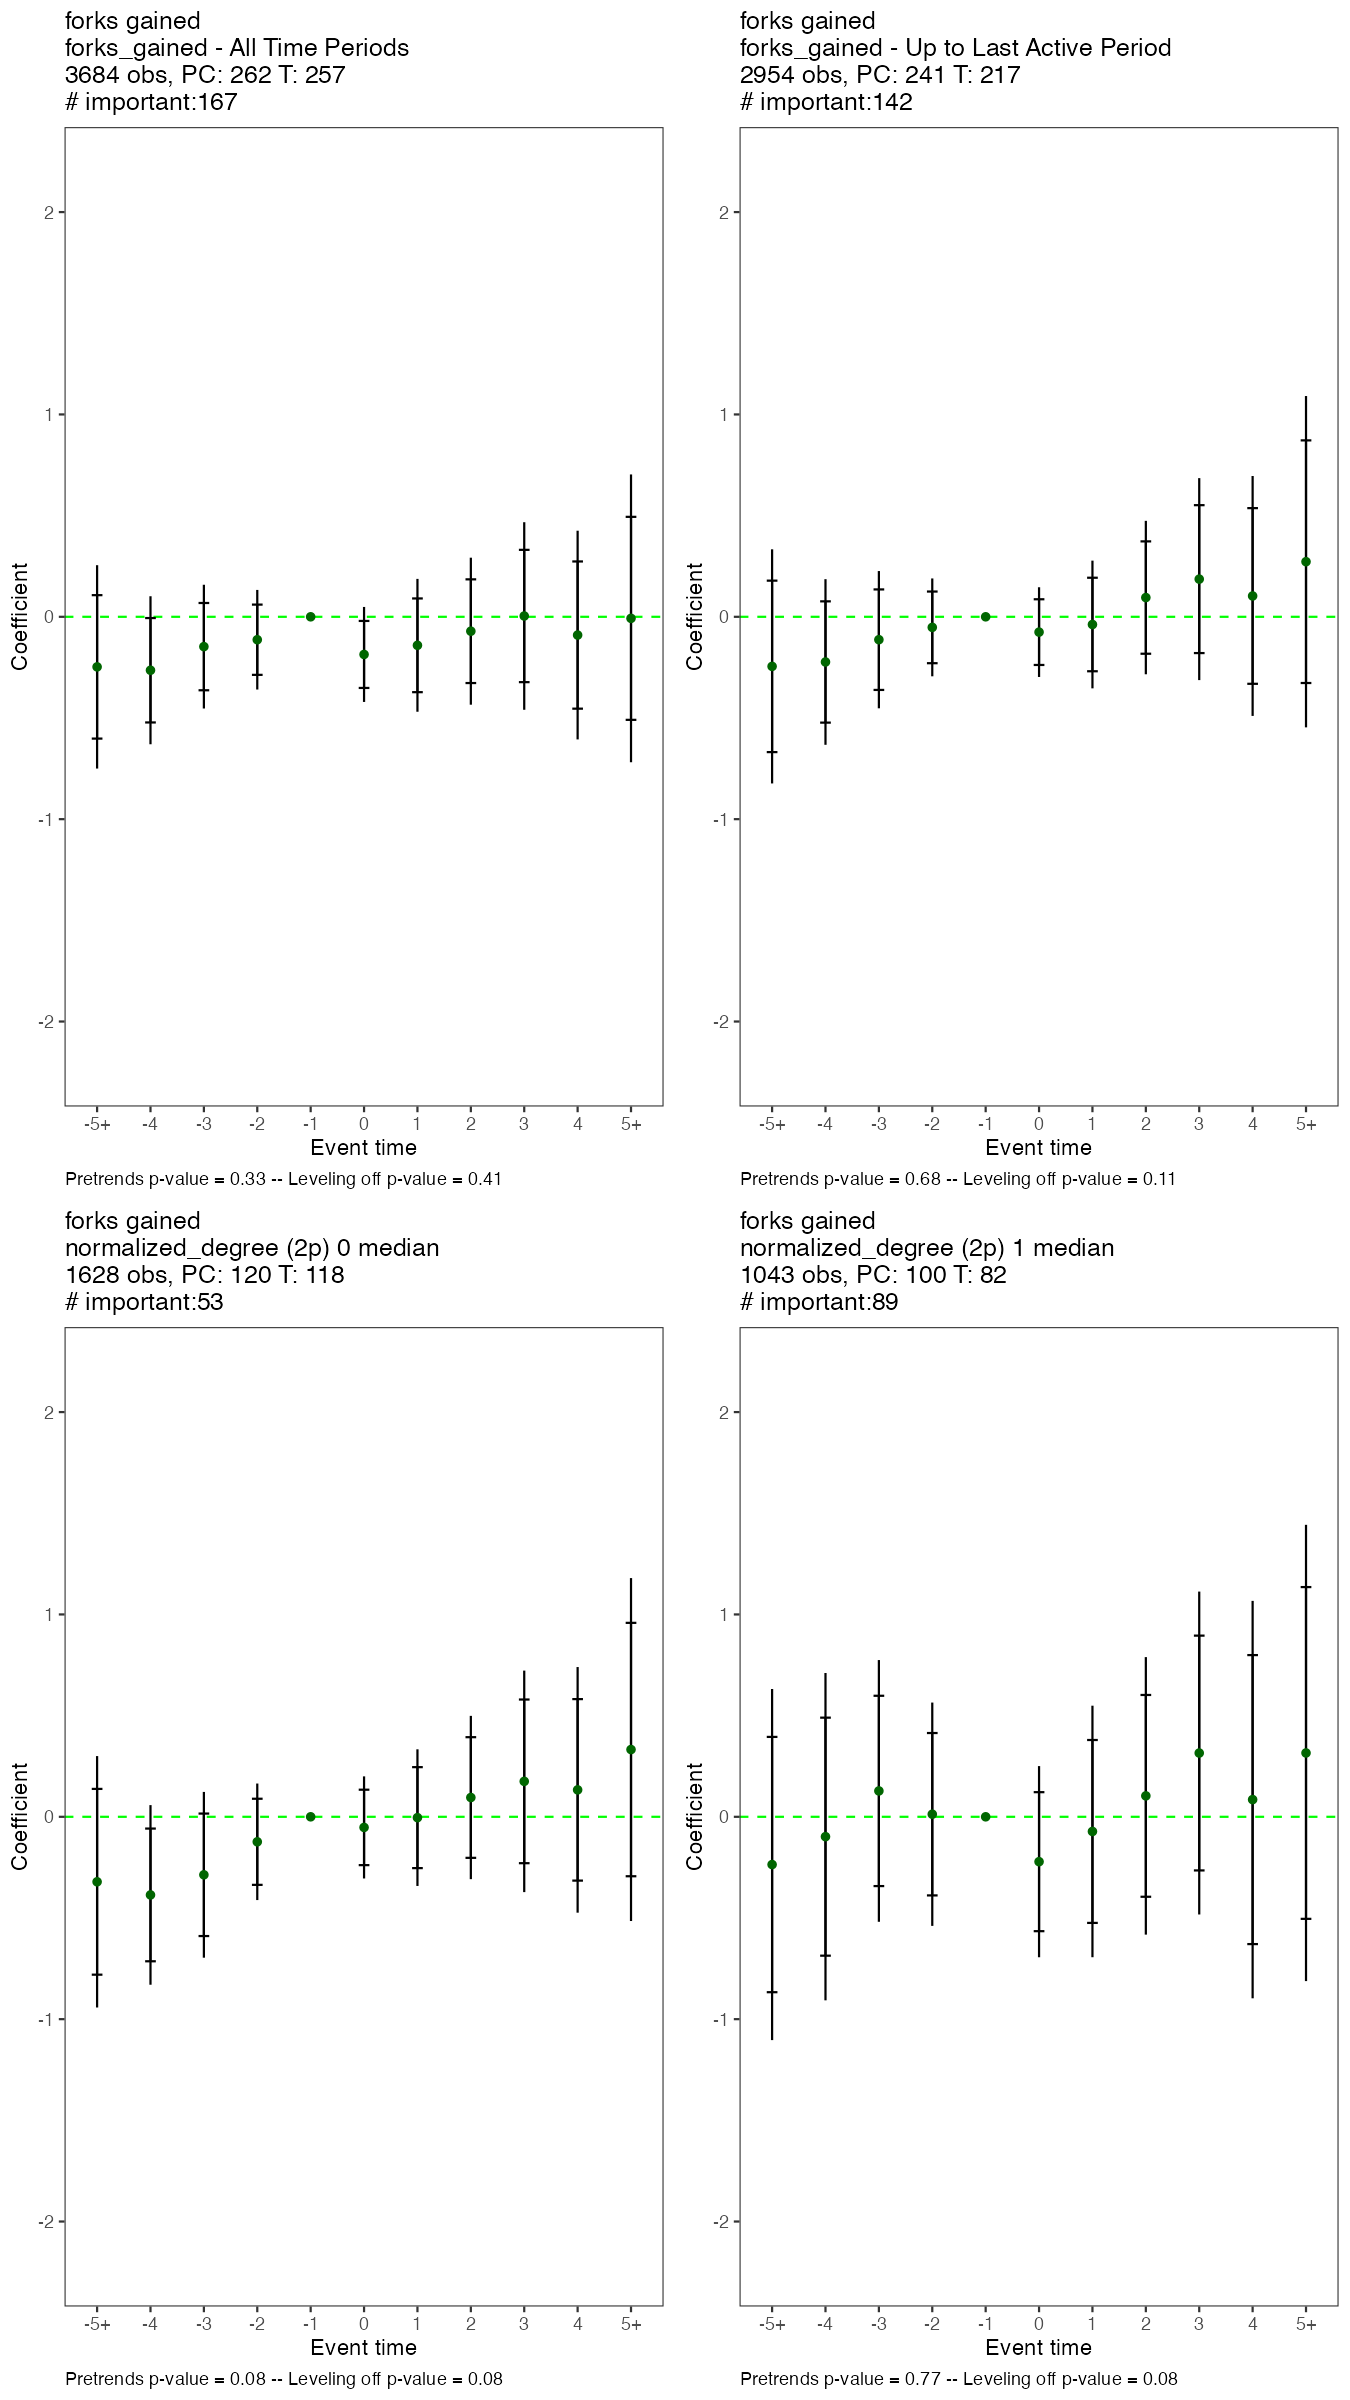 forks gained
forks_gained - All Time Periods
3684 obs, PC: 262 T: 257
# important:167
2
1
0
-1
-2
Coefficient
-5+ -4 -3 -2 -1 0 1 2 3 4 5+
Event time
Pretrends p-value = 0.33 -- Leveling off p-value = 0.41
forks gained
forks_gained - Up to Last Active Period
2954 obs, PC: 241 T: 217
# important:142
2
1
0
-1
-2
Coefficient
-5+ -4 -3 -2 -1 0 1 2 3 4 5+
Event time
Pretrends p-value = 0.68 -- Leveling off p-value = 0.11
forks gained
normalized_degree (2p) 0 median
1628 obs, PC: 120 T: 118
# important:53
2
1
0
-1
-2
Coefficient
-5+ -4 -3 -2 -1 0 1 2 3 4 5+
Event time
Pretrends p-value = 0.08 -- Leveling off p-value = 0.08
forks gained
normalized_degree (2p) 1 median
1043 obs, PC: 100 T: 82
# important:89
2
1
0
-1
-2
Coefficient
-5+ -4 -3 -2 -1 0 1 2 3 4 5+
Event time
Pretrends p-value = 0.77 -- Leveling off p-value = 0.08